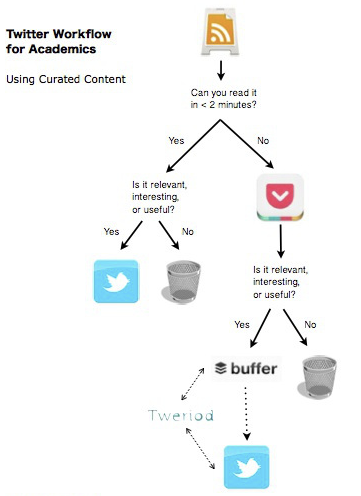 Twitter Workflow
for Academics
Using Curated Content
Can you read it
in < 2 minutes?
Yes
No
Is it relevant,
interesting,
or useful?
Yes
No
Is it relevant,
interesting,
or useful?
Yes
No
buffer
Tweriod